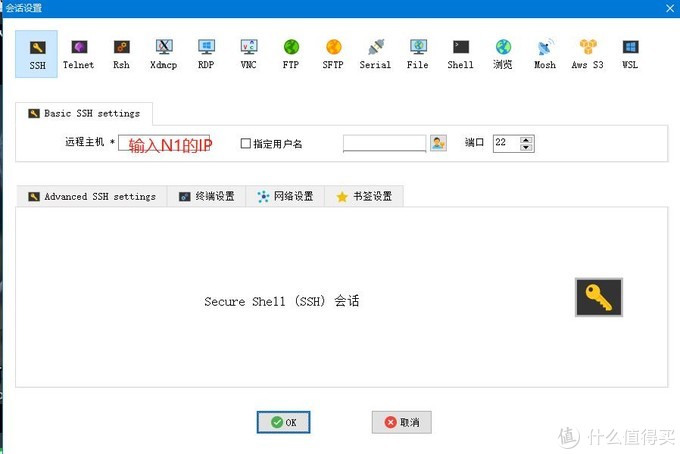 会话设置
SSH Telnet Rsh Xdmcp RDP VNC FTP SFTP Serial File Shell 浏览 Mosh Aws S3 WSL
Basic SSH settings
远程主机 * 输入N1的IP 指定用户名 端口 22
Advanced SSH settings 终端设置 网络设置 书签设置
Secure Shell (SSH) 会话
OK 取消
值 什么值得买